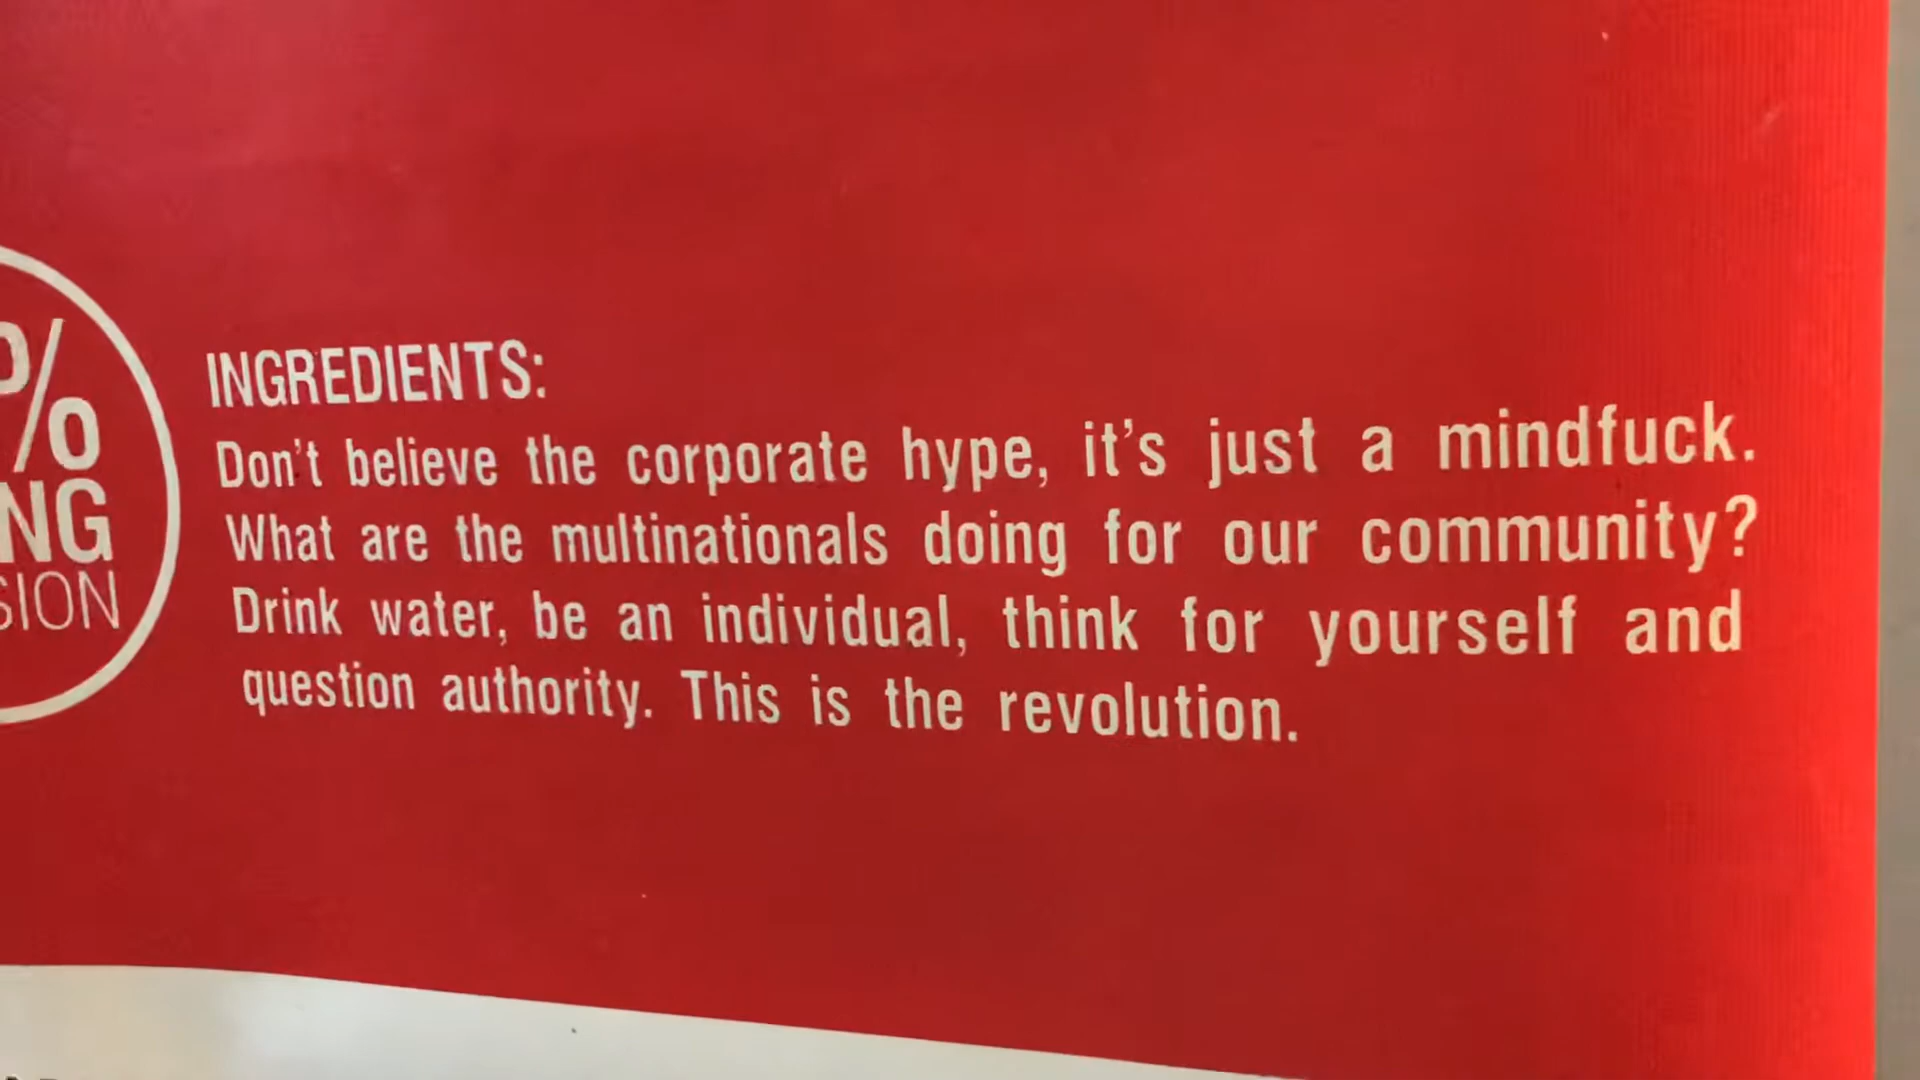 %
INGREDIENTS:
Don't believe the corporate hype, it's just a mindfuck.
What are the multinationals doing for our community?
Drink water, be an individual, think for yourself and
question authority. This is the revolution.